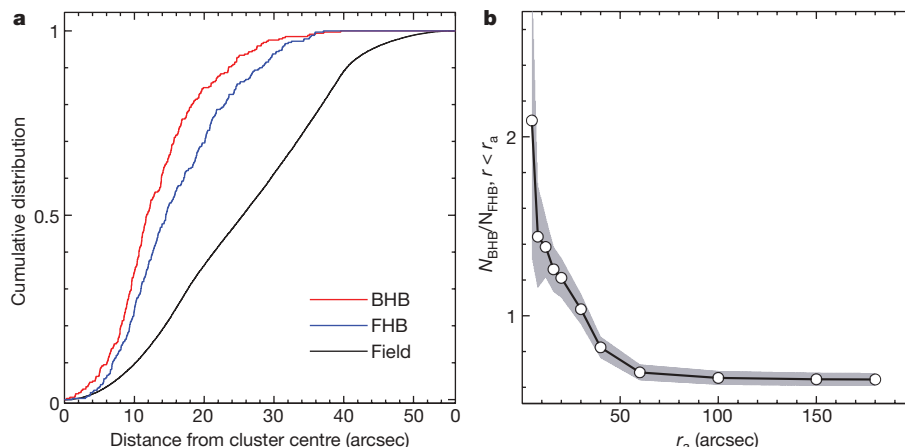 a
Cumulative distribution
1
0.5
0
BHB
FHB
Field
0 10 20 30 40 50 0
Distance from cluster centre (arcsec)
b
N_BHB/N_FHB, r < r_a
2
1
50 100 150
r_a (arcsec)